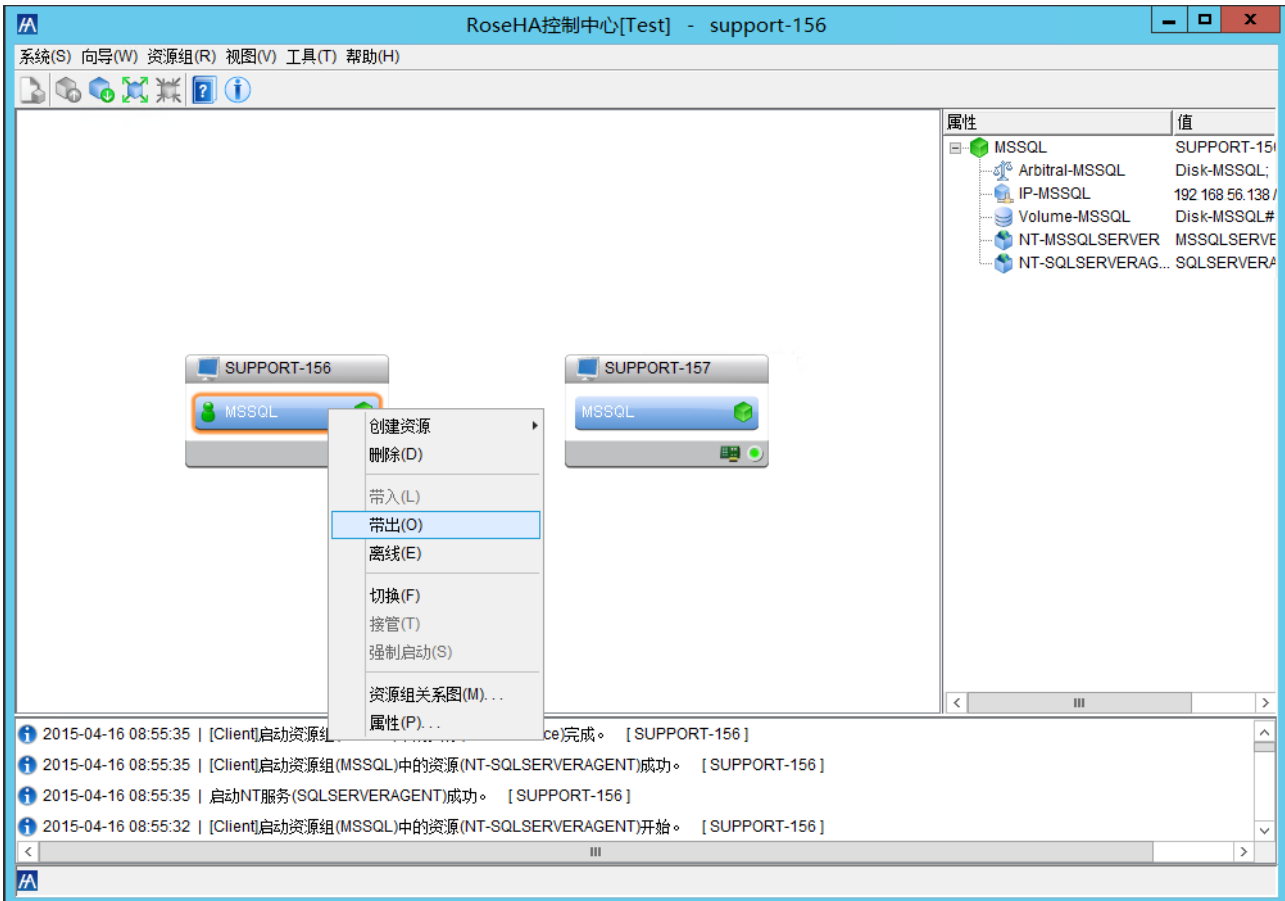 RoseHA控制中心[Test] - support-156
系统(S) 向导(W) 资源组(R) 视图(V) 工具(T) 帮助(H)
属性 值
MSSQL SUPPORT-15
Arbitral-MSSQL Disk-MSSQL;
IP-MSSQL 192 168 56.138 /
Volume-MSSQL Disk-MSSQL#
NT-MSSQLSERVER MSSQLSERVE
NT-SQLSERVERAG... SQLSERVERA
SUPPORT-156
MSSQL
SUPPORT-157
MSSQL
创建资源
删除(D)
带入(L)
带出(O)
离线(E)
切换(F)
接管(T)
强制启动(S)
资源组关系图(M)...
属性(P)...
2015-04-16 08:55:35 | [Client]启动资源组 ce)完成。 [SUPPORT-156]
2015-04-16 08:55:35 | [Client]启动资源组(MSSQL)中的资源(NT-SQLSERVERAGENT)成功。 [SUPPORT-156]
2015-04-16 08:55:35 | 启动NT服务(SQLSERVERAGENT)成功。 [SUPPORT-156]
2015-04-16 08:55:32 | [Client]启动资源组(MSSQL)中的资源(NT-SQLSERVERAGENT)开始。 [SUPPORT-156]